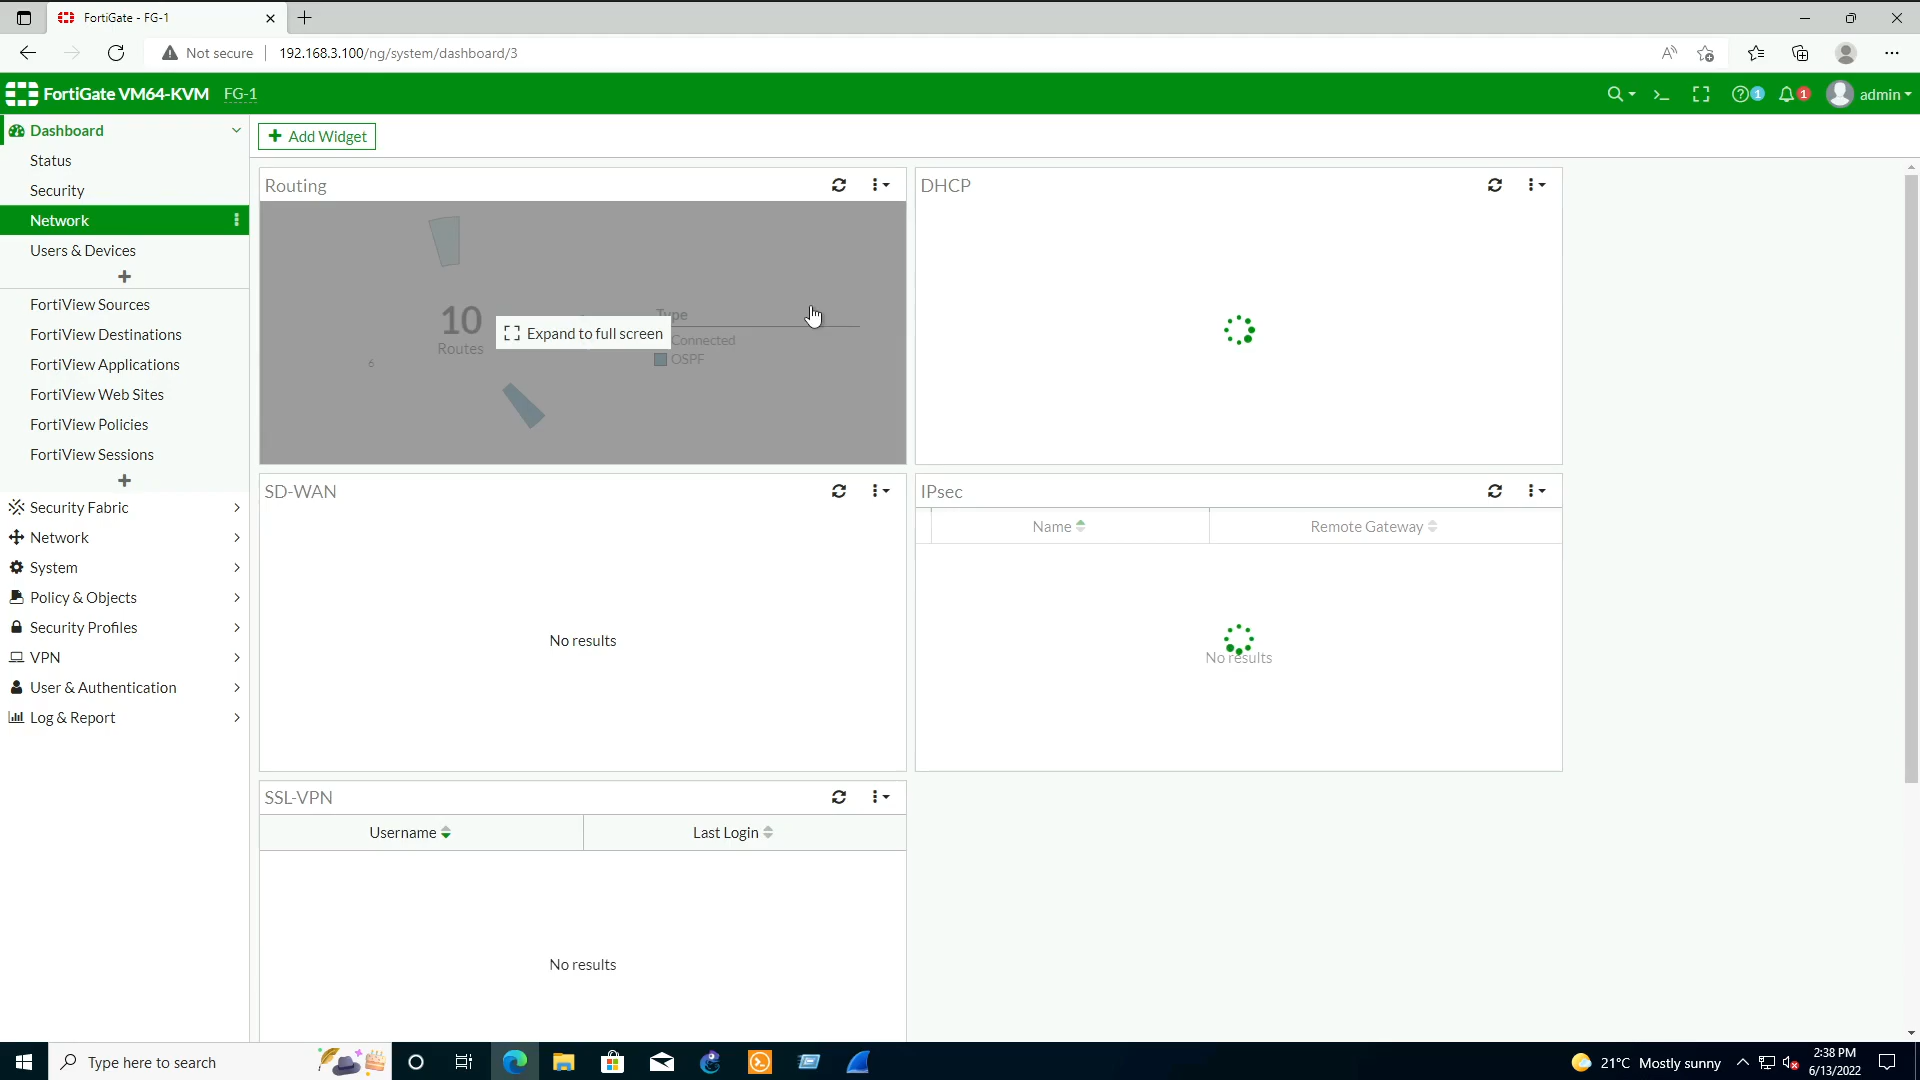 FortiGate - FG-1
Not secure
192.168.3.100/ng/system/dashboard/3
FortiGate VM64-KVM
FG-1
1
1
admin
Dashboard
Status
Security
Network
Users & Devices
FortiView Sources
FortiView Destinations
FortiView Applications
FortiView Web Sites
FortiView Policies
FortiView Sessions
Security Fabric
Network
System
Policy & Objects
Security Profiles
VPN
User & Authentication
Log & Report
Add Widget
Routing
10
Routes
6
Expand to full screen
Type
Connected
OSPF
DHCP
SD-WAN
No results
IPsec
Name
Remote Gateway
No results
SSL-VPN
Username
Last Login
No results
Type here to search
21°C Mostly sunny
2:38 PM
6/13/2022